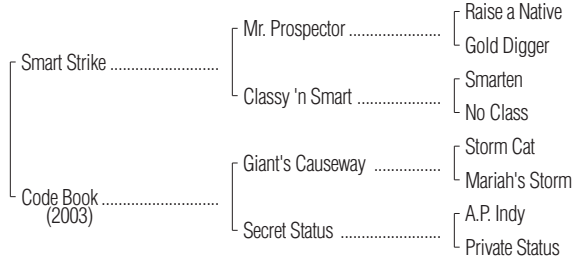 Raise a Native
Mr. Prospector ....................
Gold Digger
Smart Strike ........................
Smarten
Classy 'n Smart ..................
No Class
Storm Cat
Giant's Causeway ..............
Mariah's Storm
Code Book ..........................
(2003)
A.P. Indy
Secret Status ......................
Private Status